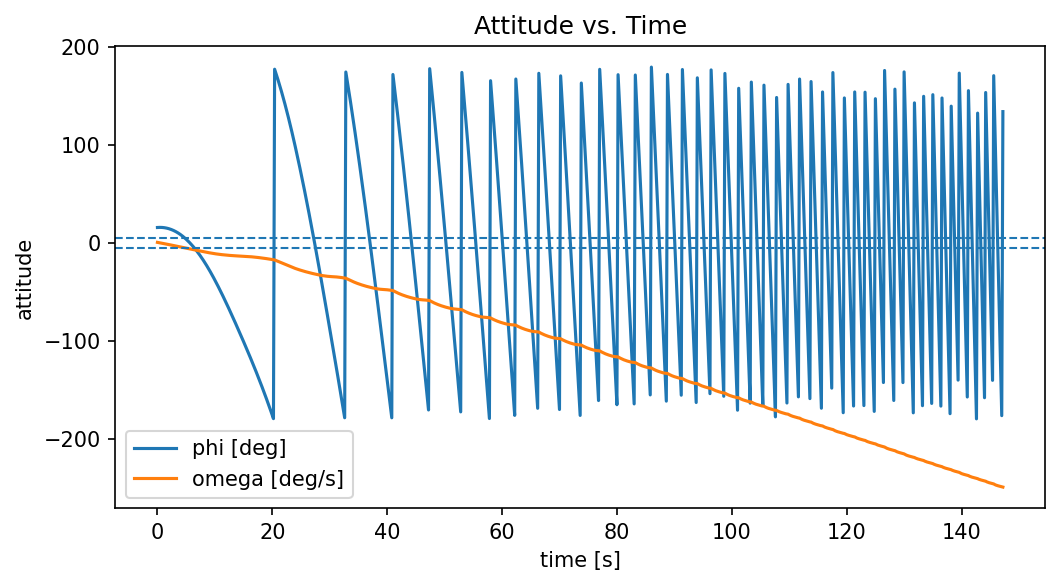 Attitude vs. Time
200
100
0
−100
−200
attitude
phi [deg]
omega [deg/s]
0 20 40 60 80 100 120 140
time [s]